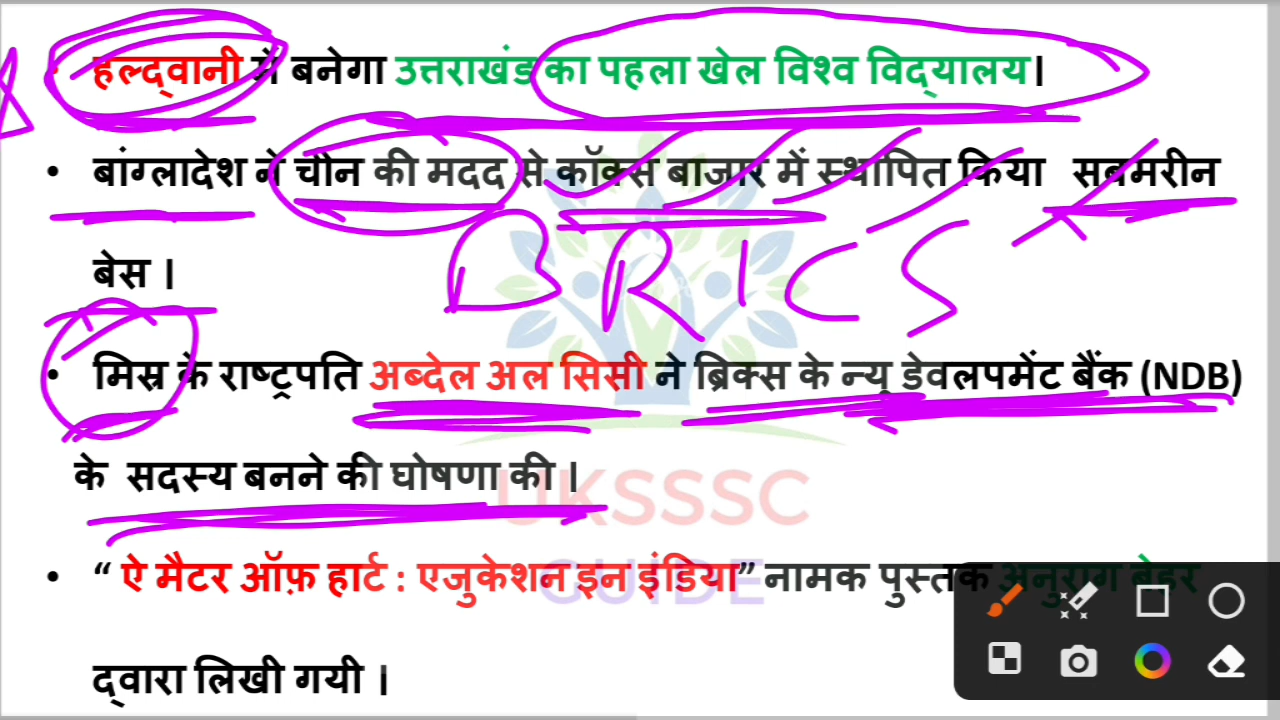 • हल्द्वानी में बनेगा उत्तराखंड का पहला खेल विश्व विद्यालय।
• बांग्लादेश ने चीन की मदद से कॉक्स बाजार में स्थापित किया सबमरीन
बेस ।
BRICS
• मिस्र के राष्ट्रपति अब्देल अल सिसी ने ब्रिक्स के न्यू डेवलपमेंट बैंक (NDB)
के सदस्य बनने की घोषणा की ।
UKSSSC
• “ ऐ मैटर ऑफ़ हार्ट : एजुकेशन इन इंडिया” नामक पुस्तक अनुराग बेहर
GUIDE
द्वारा लिखी गयी ।